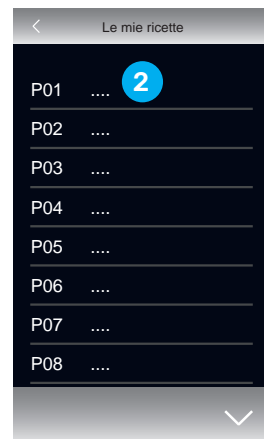 Le mie ricette
P01 .... 2
P02 ....
P03 ....
P04 ....
P05 ....
P06 ....
P07 ....
P08 ....